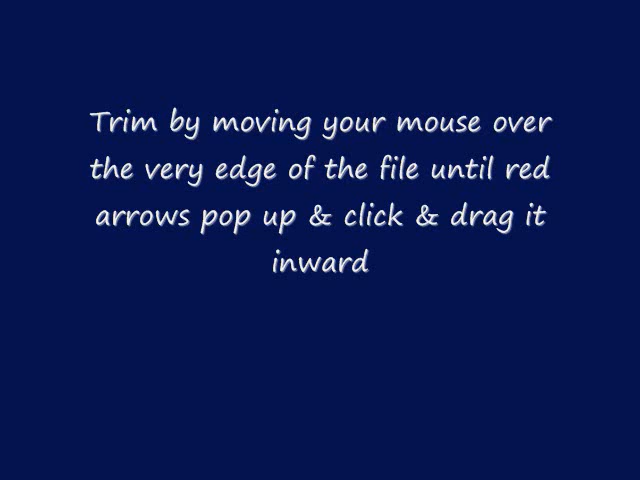 Trim by moving your mouse over
the very edge of the file until red
arrows pop up & click & drag it
inward